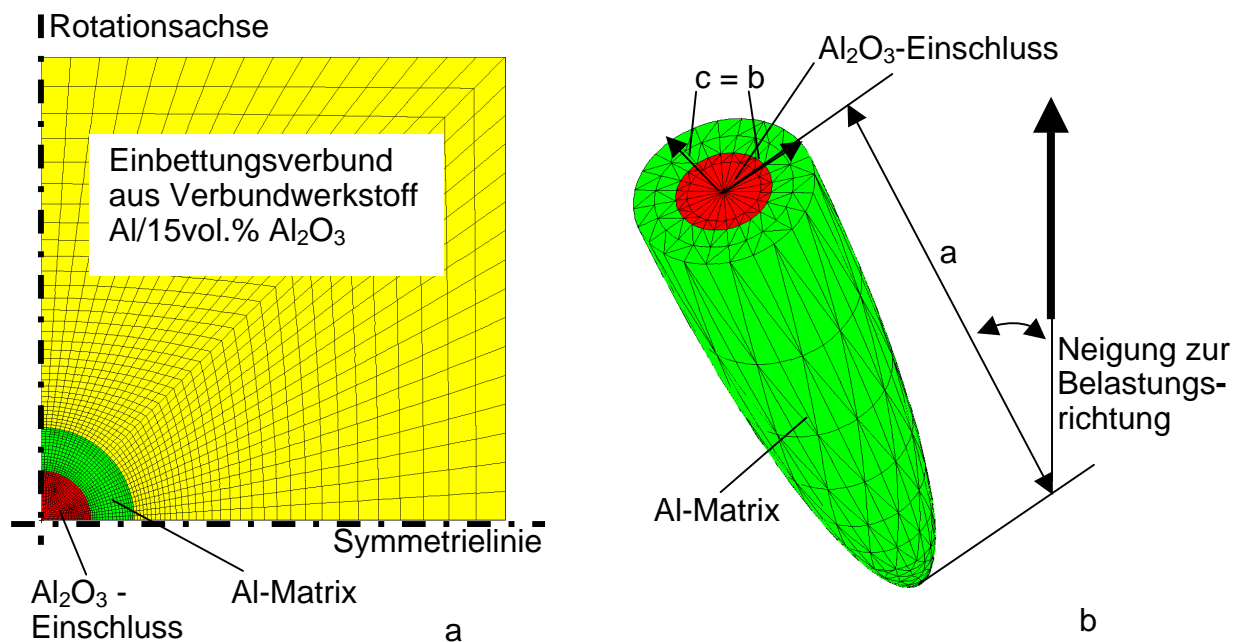 Rotationsachse
Einbettungsverbund
aus Verbundwerkstoff
Al/15vol.% Al₂O₃
Symmetrielinie
Al₂O₃ -
Einschluss
Al-Matrix
a
Al₂O₃-Einschluss
c = b
a
Neigung zur
Belastungs-
richtung
Al-Matrix
b